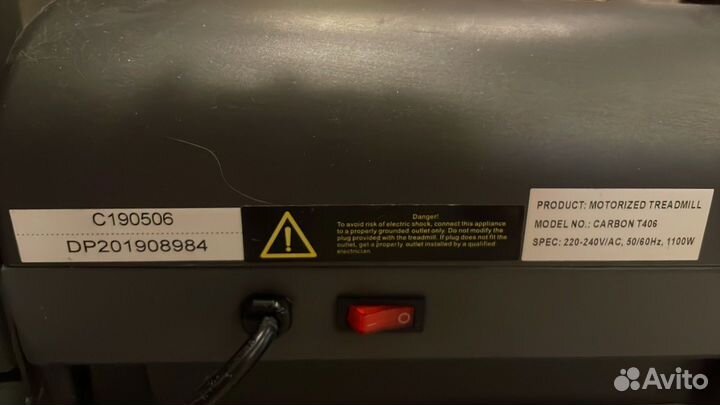 C190506
DP201908984
Danger!
To avoid risk of electric shock, connect this appliance
to a properly grounded outlet only. Do not modify the
plug provided with the treadmill. If plug does not fit the
outlet, get a properly outlet installed by a qualified
electrician.
PRODUCT: MOTORIZED TREADMILL
MODEL NO.: CARBON T406
SPEC: 220-240V/AC, 50/60Hz, 1100W
Avito